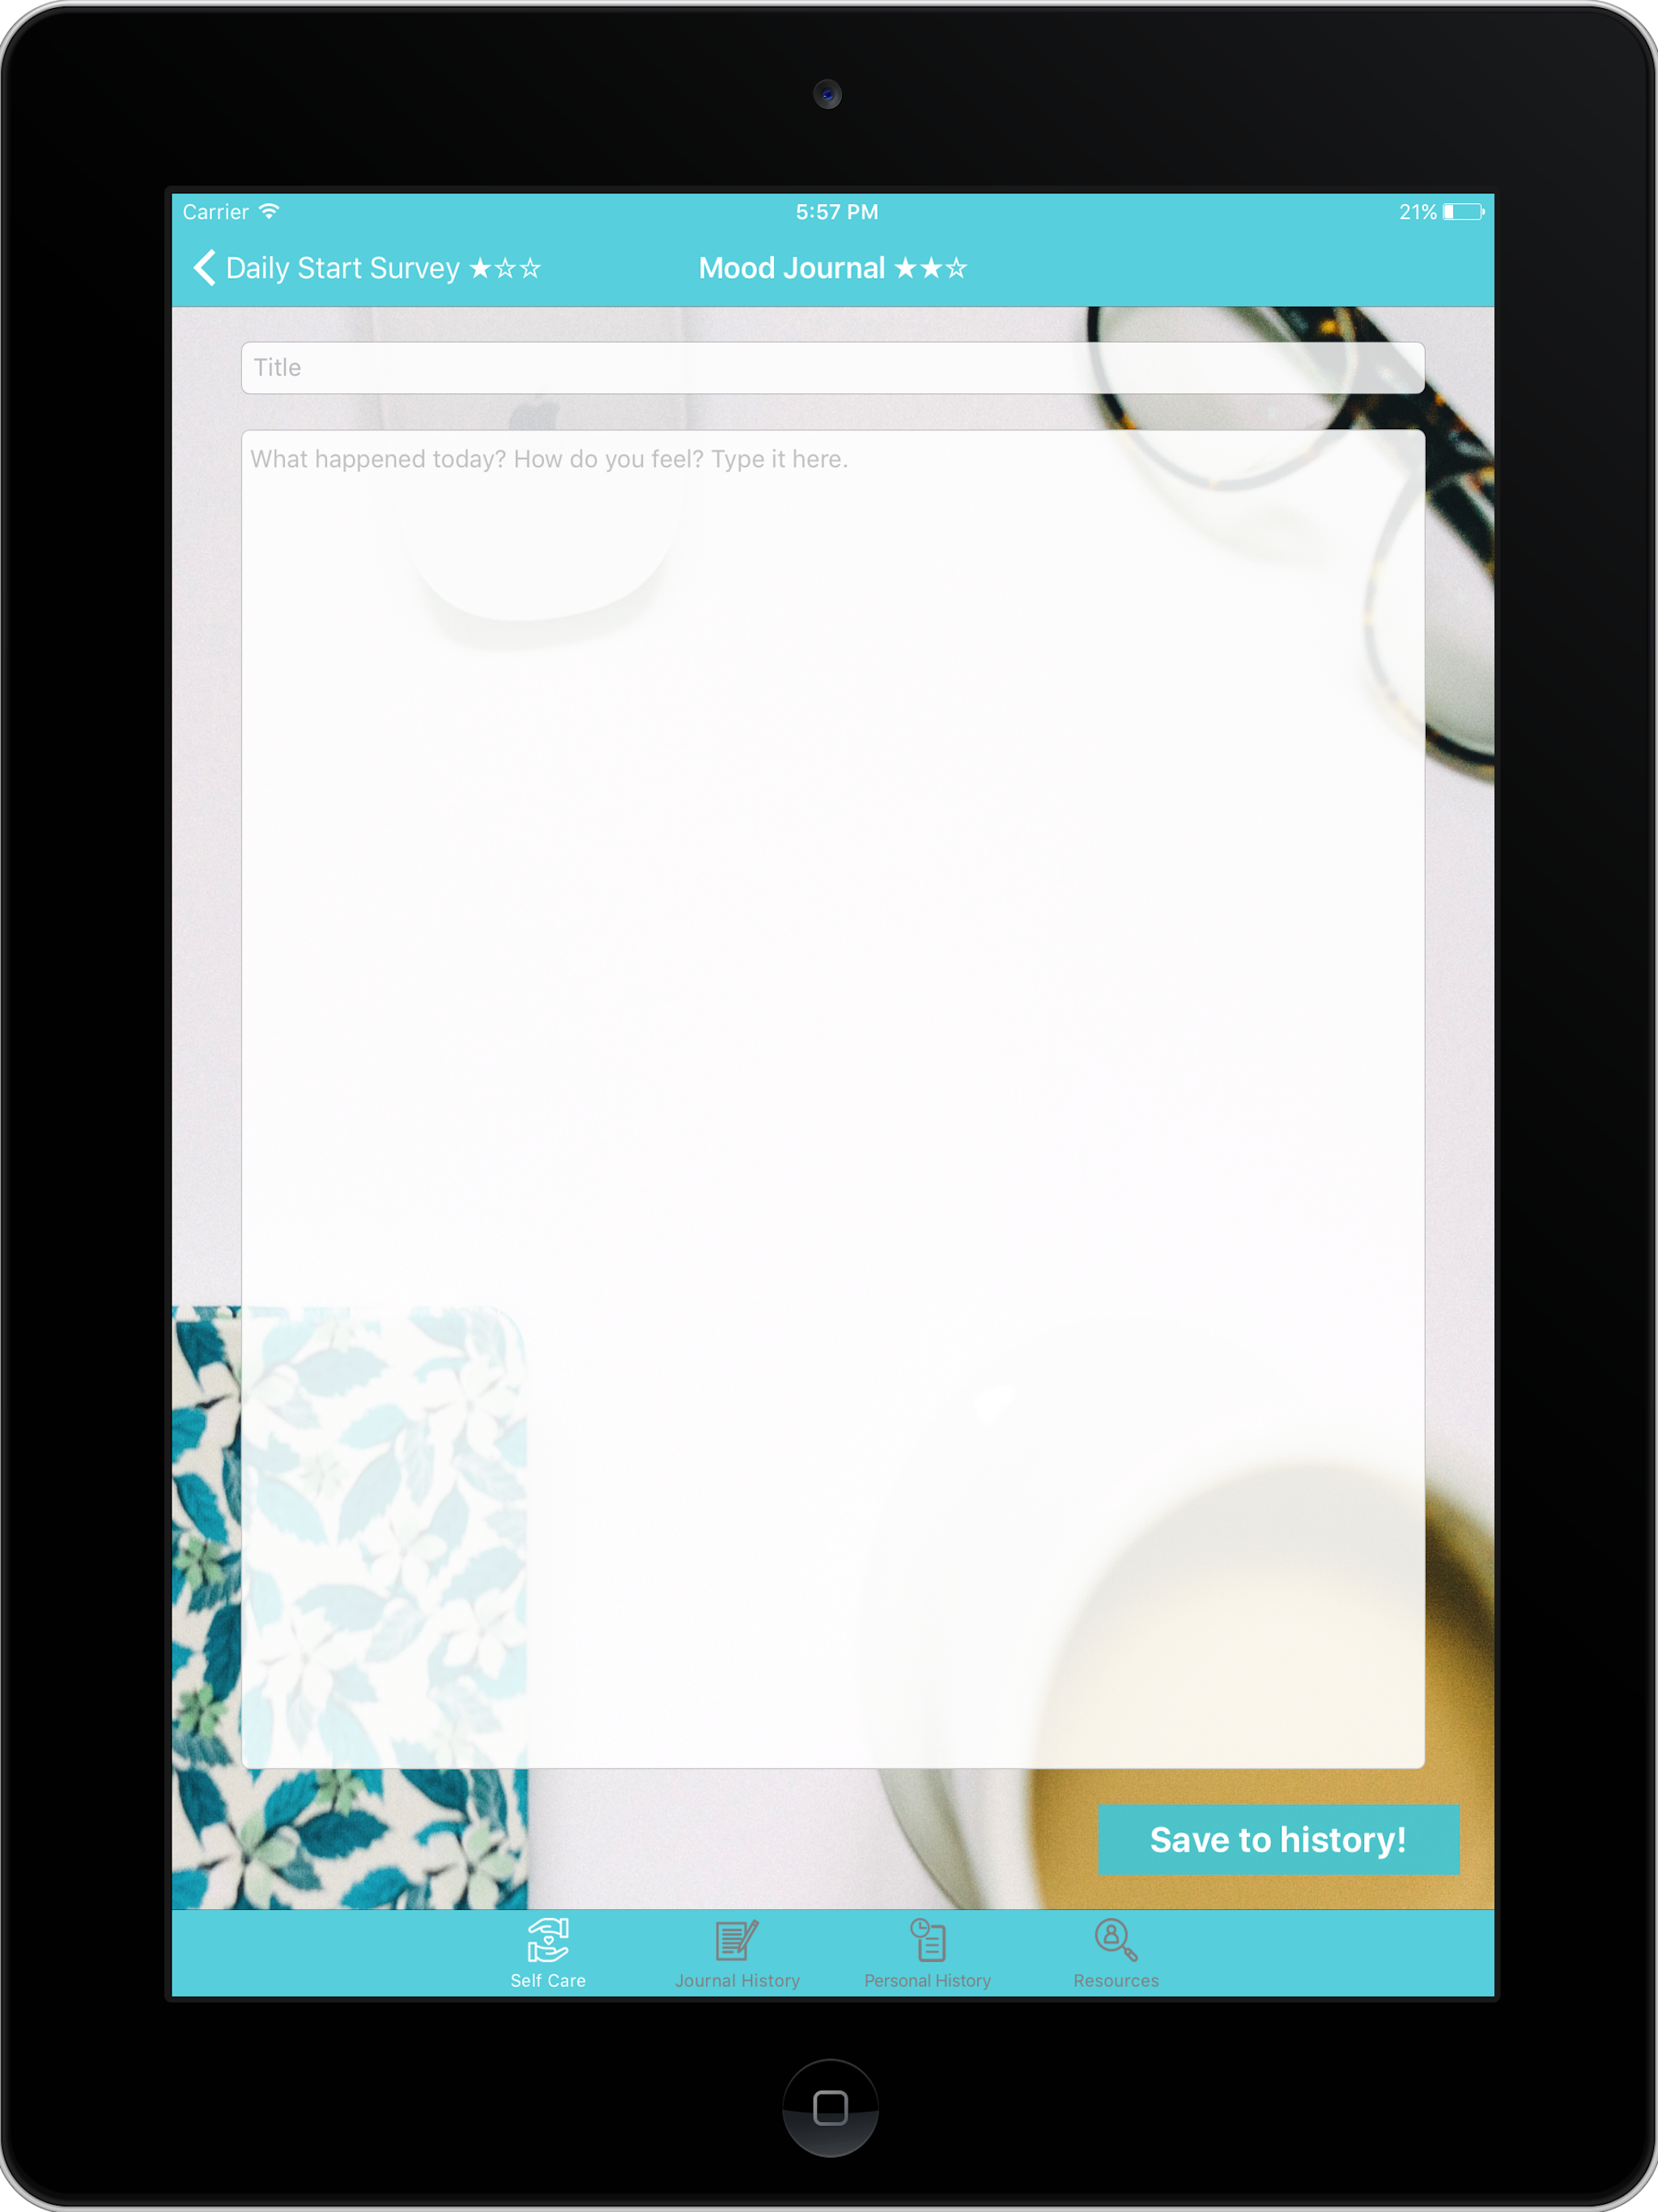 Carrier 5:57 PM 21%
Daily Start Survey ★☆☆ Mood Journal ★★☆
Title
What happened today? How do you feel? Type it here.
Save to history!
Self Care Journal History Personal History Resources